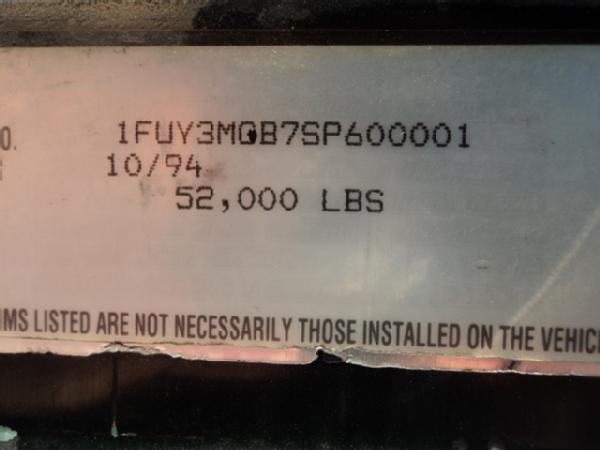 O.
1FUY3MGB7SP600001
10/94
52,000 LBS
IMS LISTED ARE NOT NECESSARILY THOSE INSTALLED ON THE VEHIC